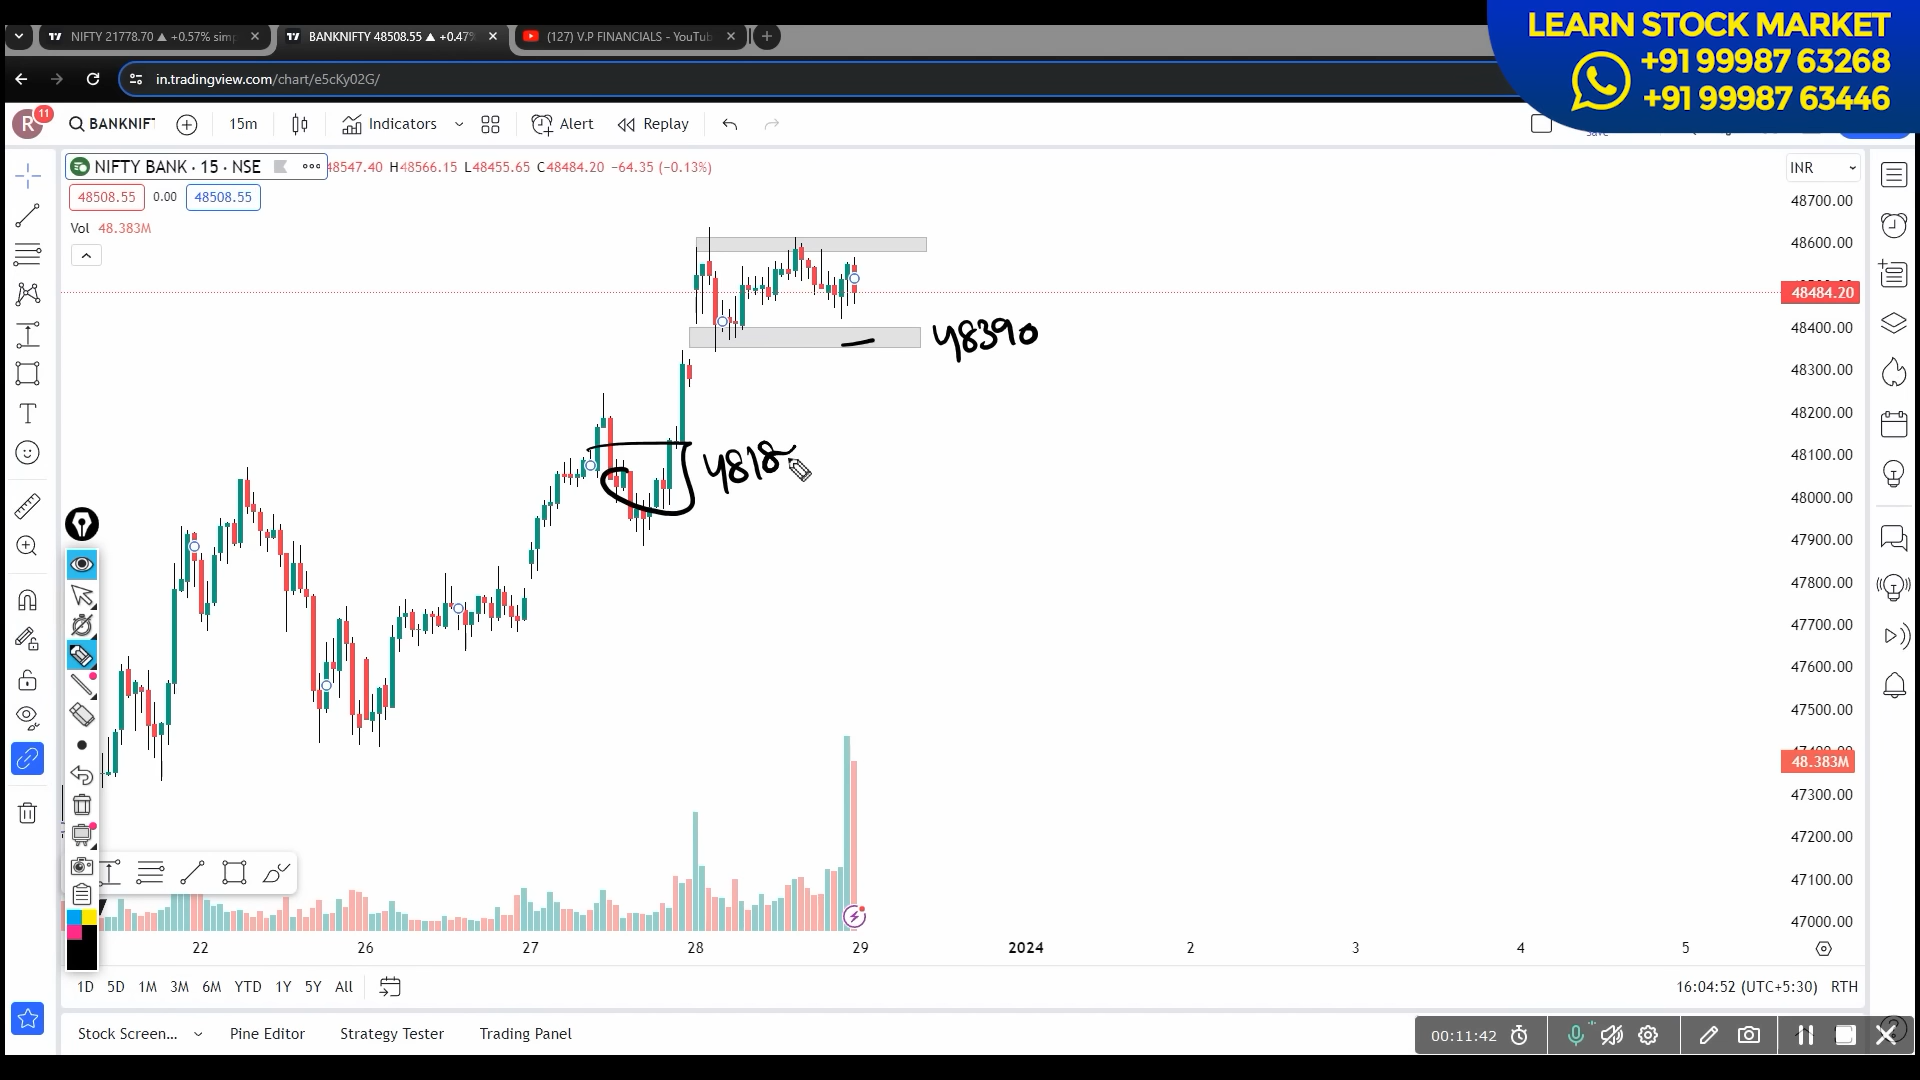 LEARN STOCK MARKET
+91 99987 63268
+91 99987 63446
NIFTY 21778.70 ▲ +0.57% sim
BANKNIFTY 48508.55 ▲ +0.47%
(127) V.P FINANCIALS - YouTub
in.tradingview.com/chart/e5cKy02G/
R
11
BANKNIF
15m
Indicators
Alert
Replay
NIFTY BANK · 15 · NSE
48547.40 H48566.15 L48455.65 C48484.20 −64.35 (−0.13%)
INR
48508.55
0.00
48508.55
Vol 48.383M
48700.00
48600.00
48484.20
48400.00
48300.00
48200.00
48100.00
48000.00
47900.00
47800.00
47700.00
47600.00
47500.00
48.383M
47300.00
47200.00
47100.00
47000.00
48390
4818
22
26
27
28
29
2024
2
3
4
5
1D 5D 1M 3M 6M YTD 1Y 5Y All
16:04:52 (UTC+5:30) RTH
Stock Screen...
Pine Editor
Strategy Tester
Trading Panel
00:11:42